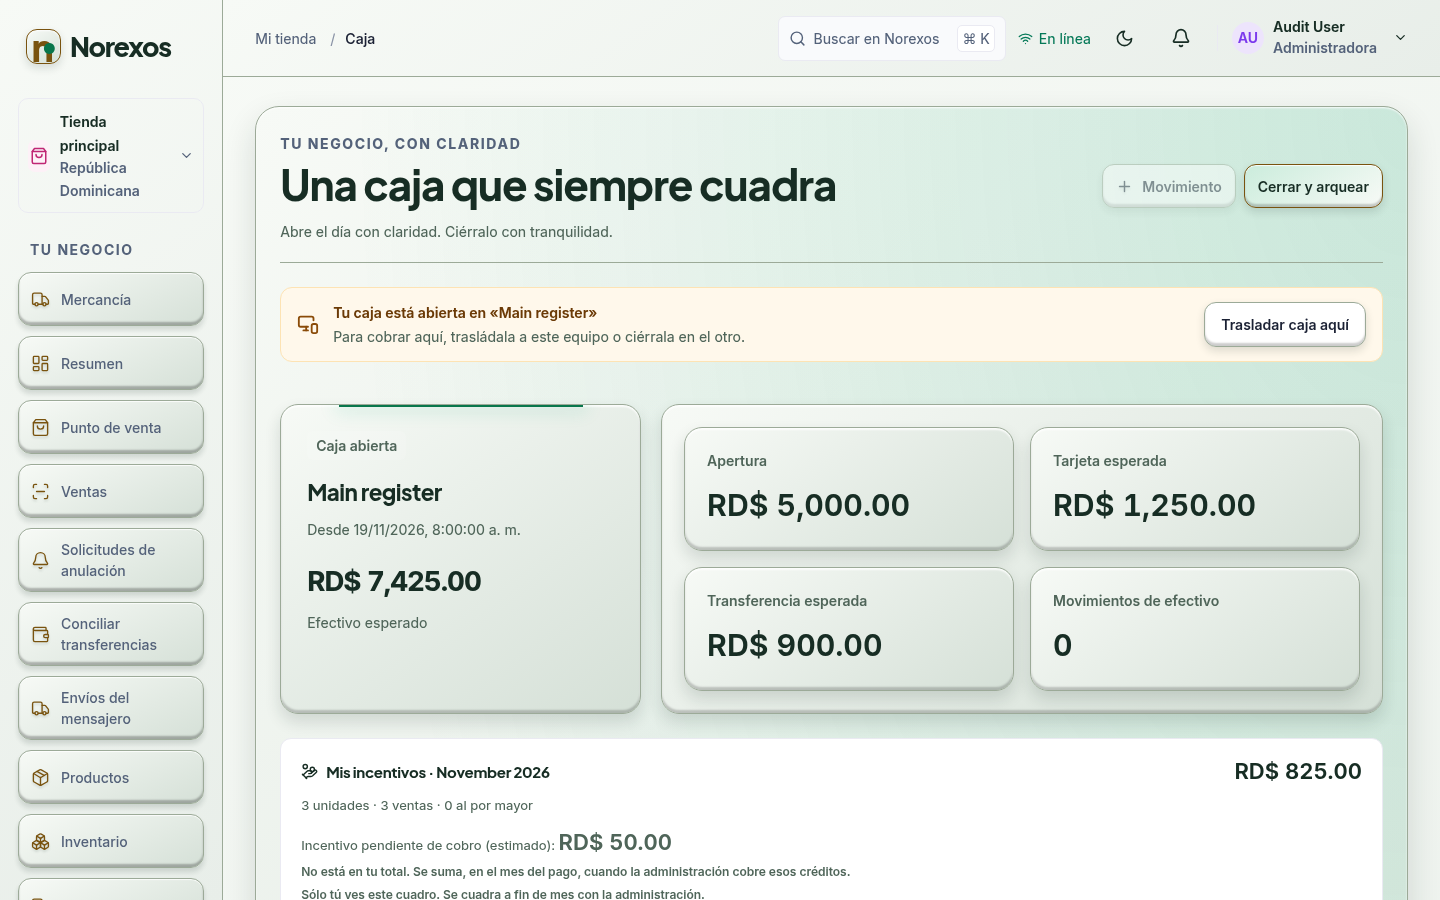 Norexos
Mi tienda / Caja
Buscar en Norexos ⌘ K
En línea
AU
Audit User
Administradora
Tienda
principal
República
Dominicana
TU NEGOCIO
Mercancía
Resumen
Punto de venta
Ventas
Solicitudes de
anulación
Conciliar
transferencias
Envíos del
mensajero
Productos
Inventario
TU NEGOCIO, CON CLARIDAD
Una caja que siempre cuadra
Abre el día con claridad. Ciérralo con tranquilidad.
+ Movimiento
Cerrar y arquear
Tu caja está abierta en «Main register»
Para cobrar aquí, trasládala a este equipo o ciérrala en el otro.
Trasladar caja aquí
Caja abierta
Main register
Desde 19/11/2026, 8:00:00 a. m.
RD$ 7,425.00
Efectivo esperado
Apertura
RD$ 5,000.00
Tarjeta esperada
RD$ 1,250.00
Transferencia esperada
RD$ 900.00
Movimientos de efectivo
0
Mis incentivos · November 2026
RD$ 825.00
3 unidades · 3 ventas · 0 al por mayor
Incentivo pendiente de cobro (estimado): RD$ 50.00
No está en tu total. Se suma, en el mes del pago, cuando la administración cobre esos créditos.
Sólo tú ves este cuadro. Se cuadra a fin de mes con la administración.